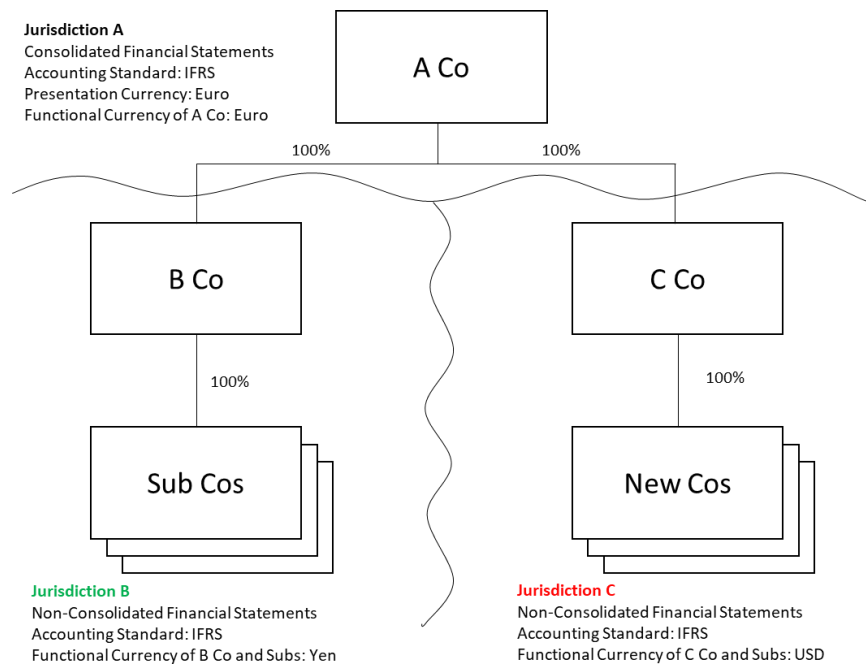 Jurisdiction A
Consolidated Financial Statements
Accounting Standard: IFRS
Presentation Currency: Euro
Functional Currency of A Co: Euro
A Co
100%
100%
B Co
C Co
100%
100%
Sub Cos
New Cos
Jurisdiction B
Non-Consolidated Financial Statements
Accounting Standard: IFRS
Functional Currency of B Co and Subs: Yen
Jurisdiction C
Non-Consolidated Financial Statements
Accounting Standard: IFRS
Functional Currency of C Co and Subs: USD